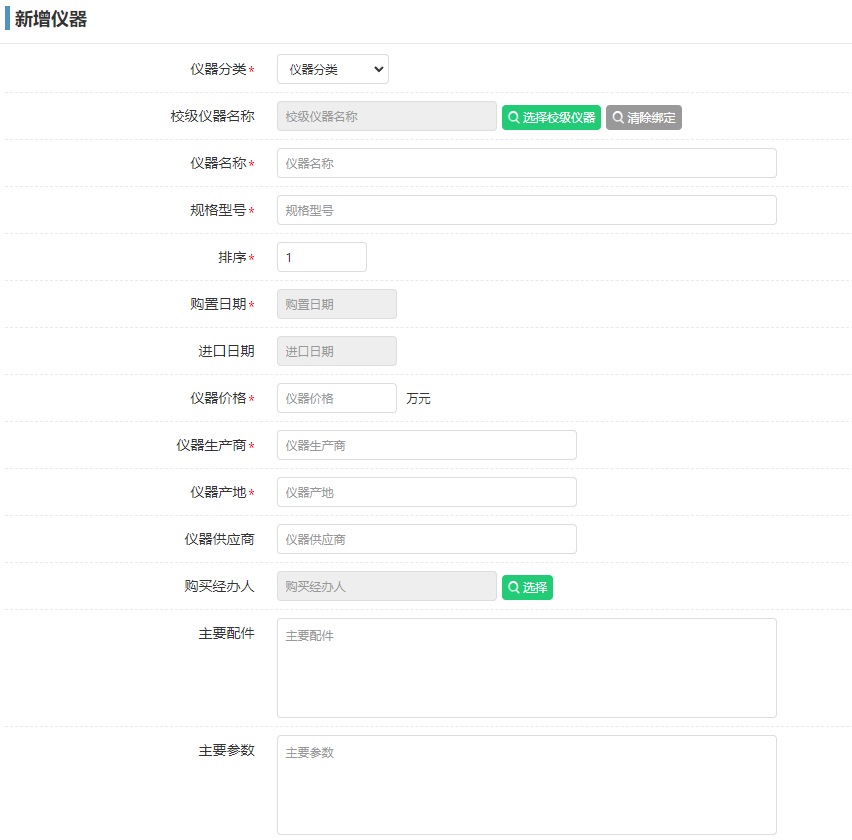 新增仪器
仪器分类* 仪器分类
校级仪器名称 校级仪器名称 选择校级仪器 清除绑定
仪器名称* 仪器名称
规格型号* 规格型号
排序* 1
购置日期* 购置日期
进口日期 进口日期
仪器价格* 仪器价格 万元
仪器生产商* 仪器生产商
仪器产地* 仪器产地
仪器供应商 仪器供应商
购买经办人 购买经办人 选择
主要配件 主要配件
主要参数 主要参数